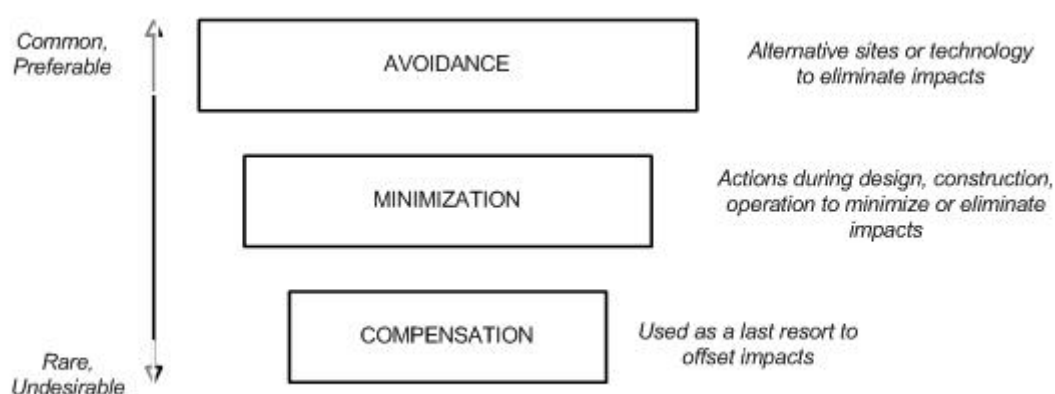 Common,
Preferable
AVOIDANCE
Alternative sites or technology
to eliminate impacts
MINIMIZATION
Actions during design, construction,
operation to minimize or eliminate
impacts
COMPENSATION
Used as a last resort to
offset impacts
Rare,
Undesirable